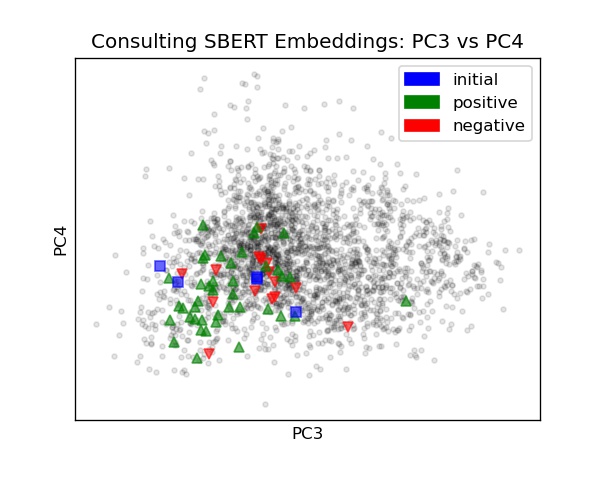 Consulting SBERT Embeddings: PC3 vs PC4
initial
positive
negative
PC4
PC3